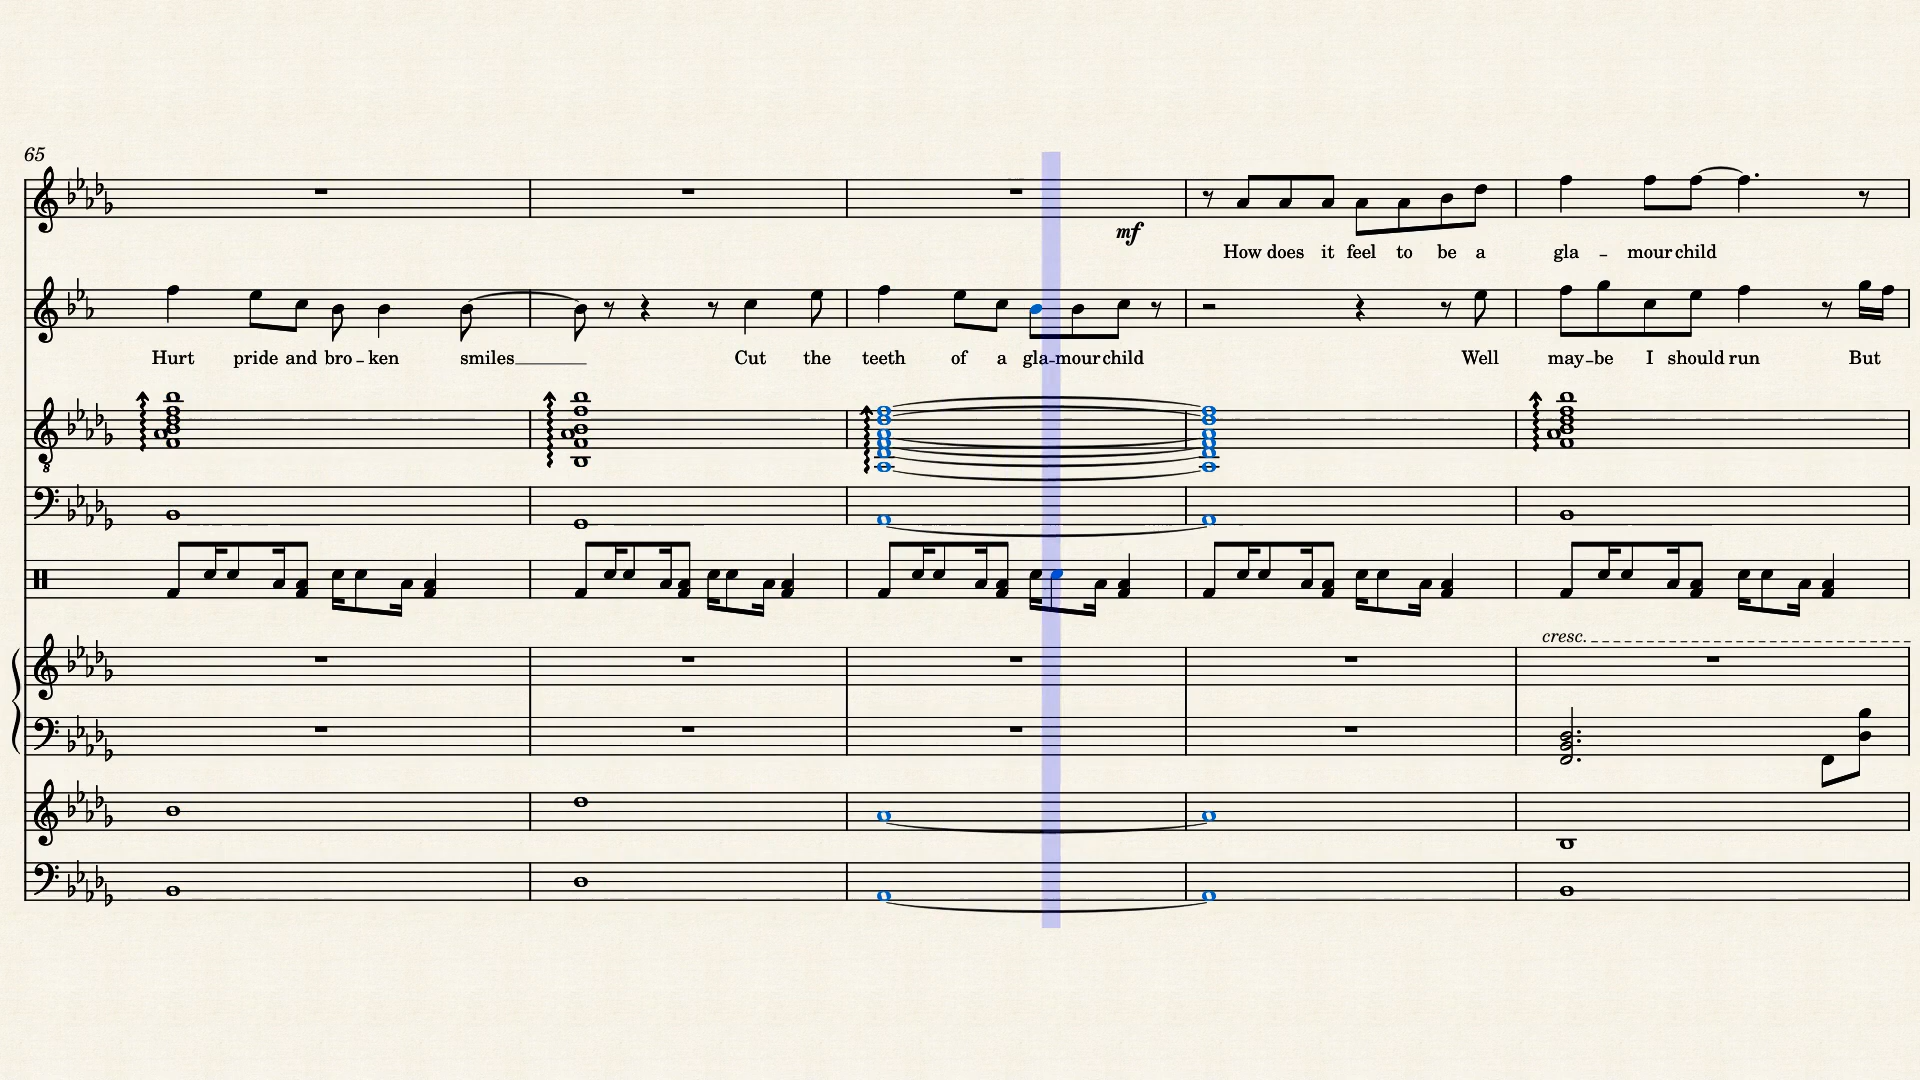 65
mf
How does it feel to be a gla - mour child
Hurt pride and bro - ken smiles Cut the teeth of a gla - mour child Well may - be I should run But
cresc.